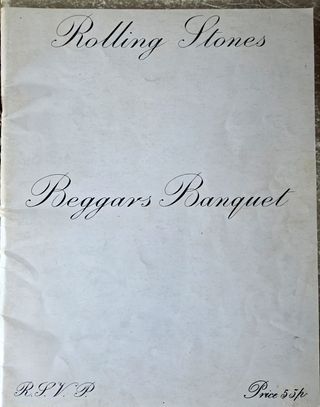 Rolling Stones
Beggars Banquet
R.S.V.P
Price 55p